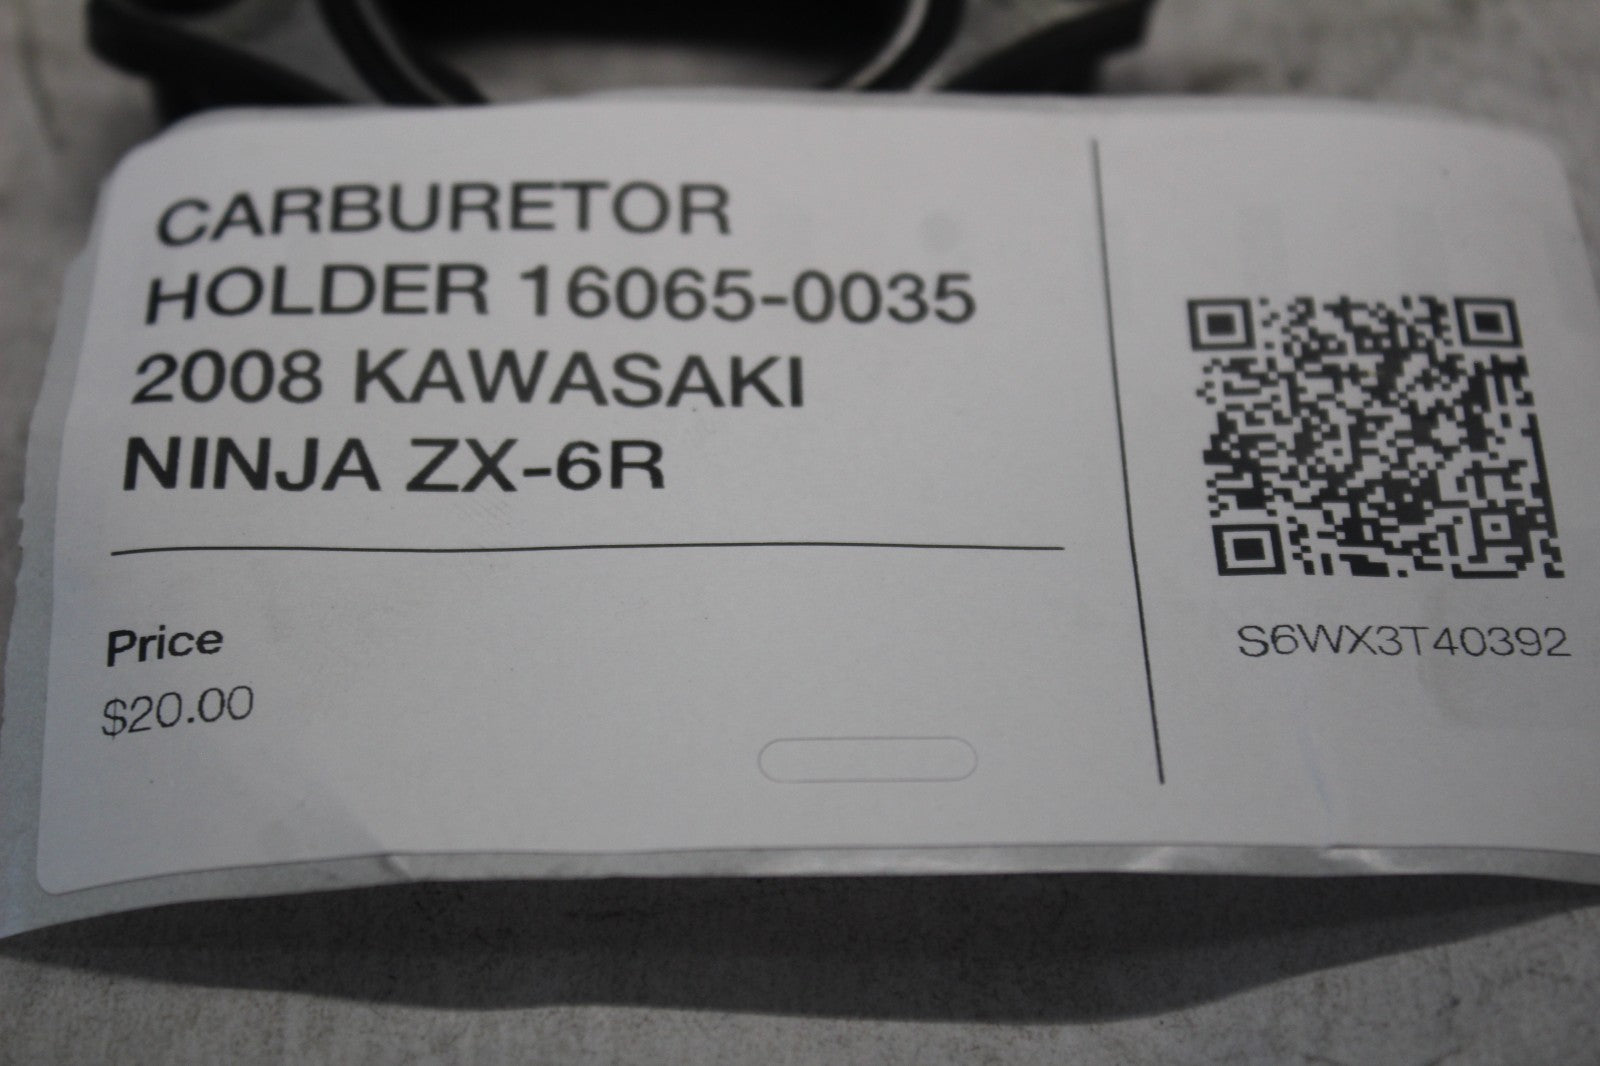 CARBURETOR
HOLDER 16065-0035
2008 KAWASAKI
NINJA ZX-6R
Price
$20.00
S6WX3T40392